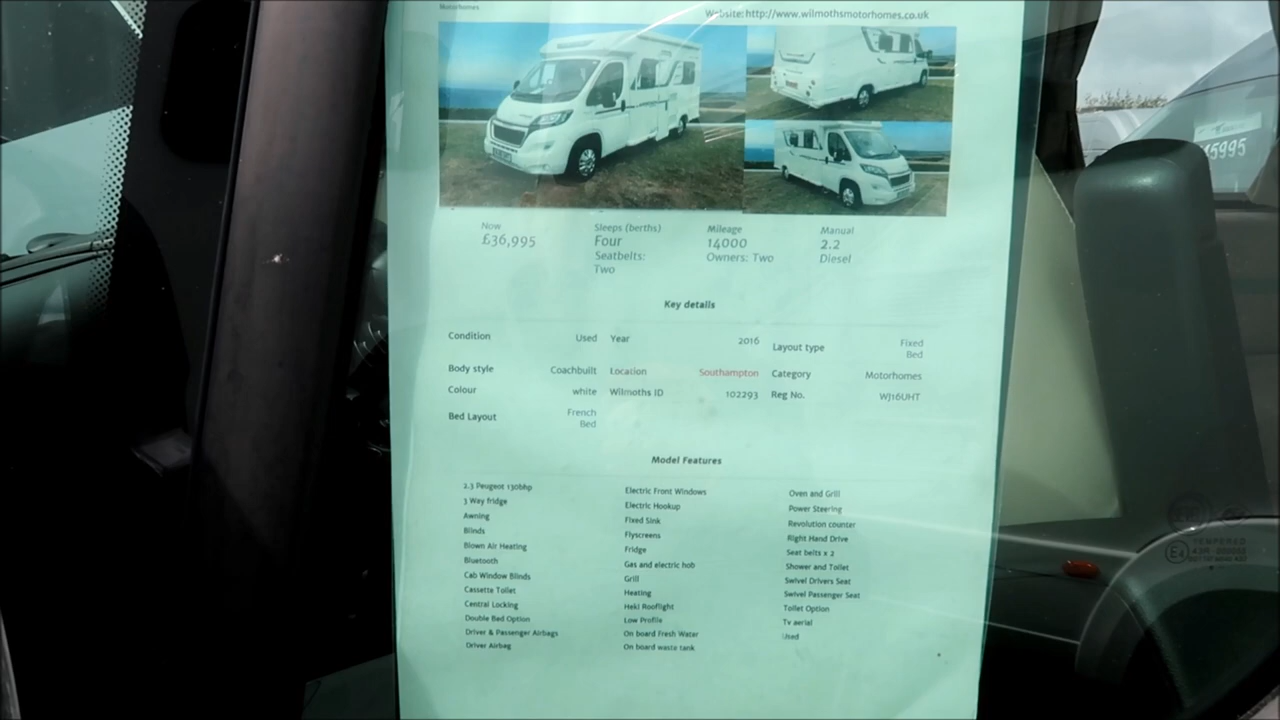 Motorhomes
Website: http://www.wilmothsmotorhomes.co.uk
Now
£36,995
Sleeps (berths)
Four
Seatbelts:
Two
Mileage
14000
Owners: Two
Manual
2.2
Diesel
Key details
Condition Used
Year 2016
Layout type Fixed
Bed
Body style Coachbuilt
Location Southampton
Category Motorhomes
Colour white
Wilmoths ID 102293
Reg No. WJ16UHT
Bed Layout French
Bed
Model Features
2.3 Peugeot 130bhp
3 Way fridge
Awning
Blinds
Blown Air Heating
Bluetooth
Cab Window Blinds
Cassette Toilet
Central Locking
Double Bed Option
Driver & Passenger Airbags
Driver Airbag
Electric Front Windows
Electric Hookup
Fixed Sink
Flyscreens
Fridge
Gas and electric hob
Grill
Heating
Heki Rooflight
Low Profile
On board Fresh Water
On board waste tank
Oven and Grill
Power Steering
Revolution counter
Right Hand Drive
Seat belts x 2
Shower and Toilet
Swivel Drivers Seat
Swivel Passenger Seat
Toilet Option
Tv aerial
Used
5995
TEMPERED
E4